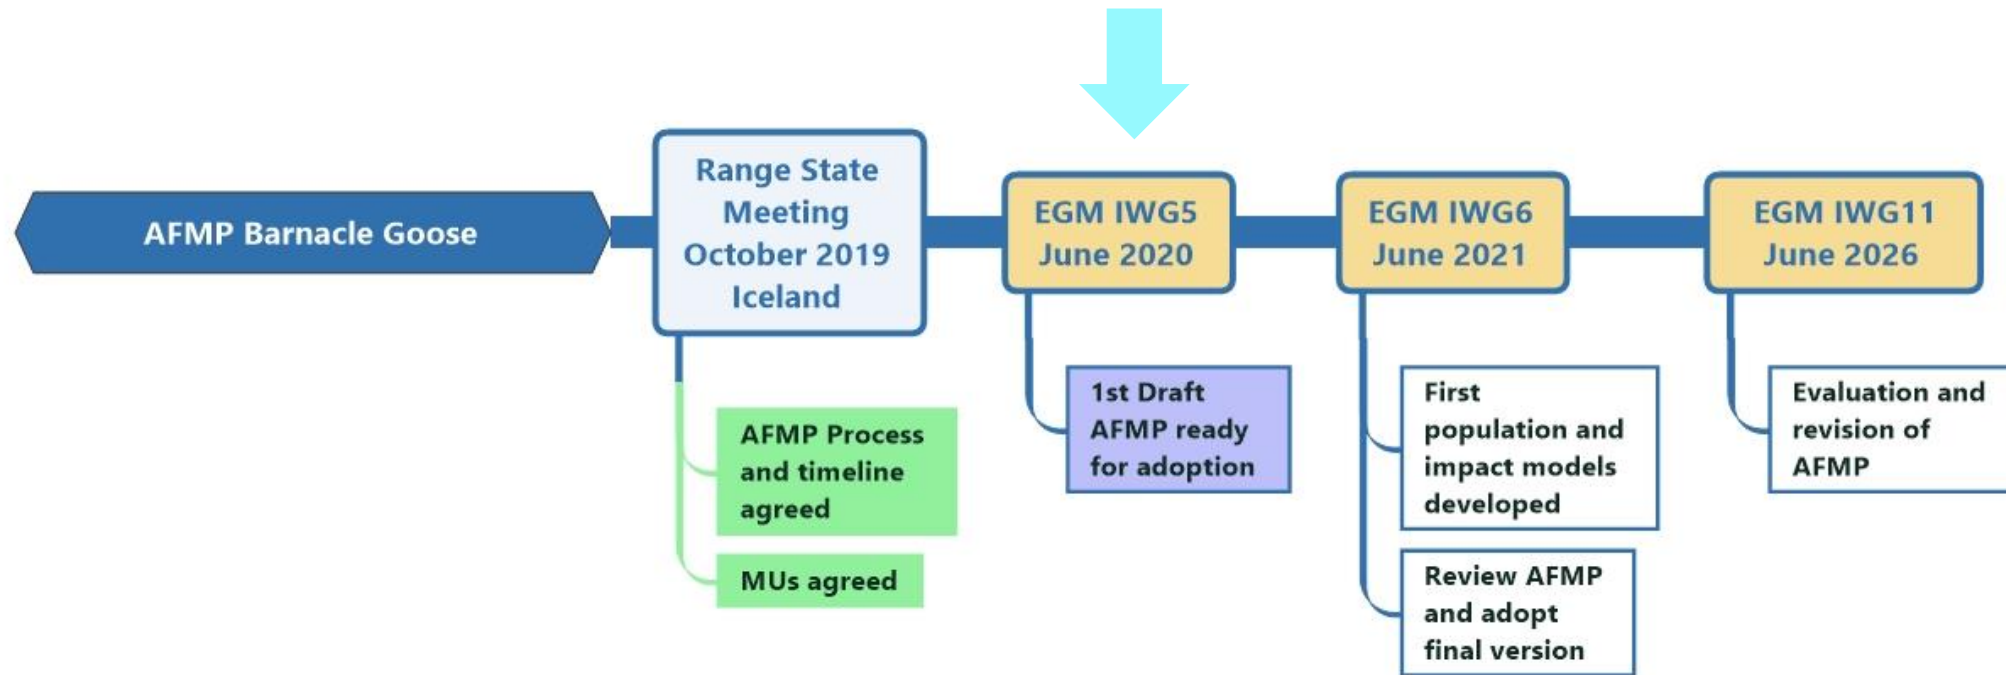 AFMP Barnacle Goose
Range State
Meeting
October 2019
Iceland
AFMP Process
and timeline
agreed
MUs agreed
EGM IWG5
June 2020
1st Draft
AFMP ready
for adoption
EGM IWG6
June 2021
First
population and
impact models
developed
Review AFMP
and adopt
final version
EGM IWG11
June 2026
Evaluation and
revision of
AFMP